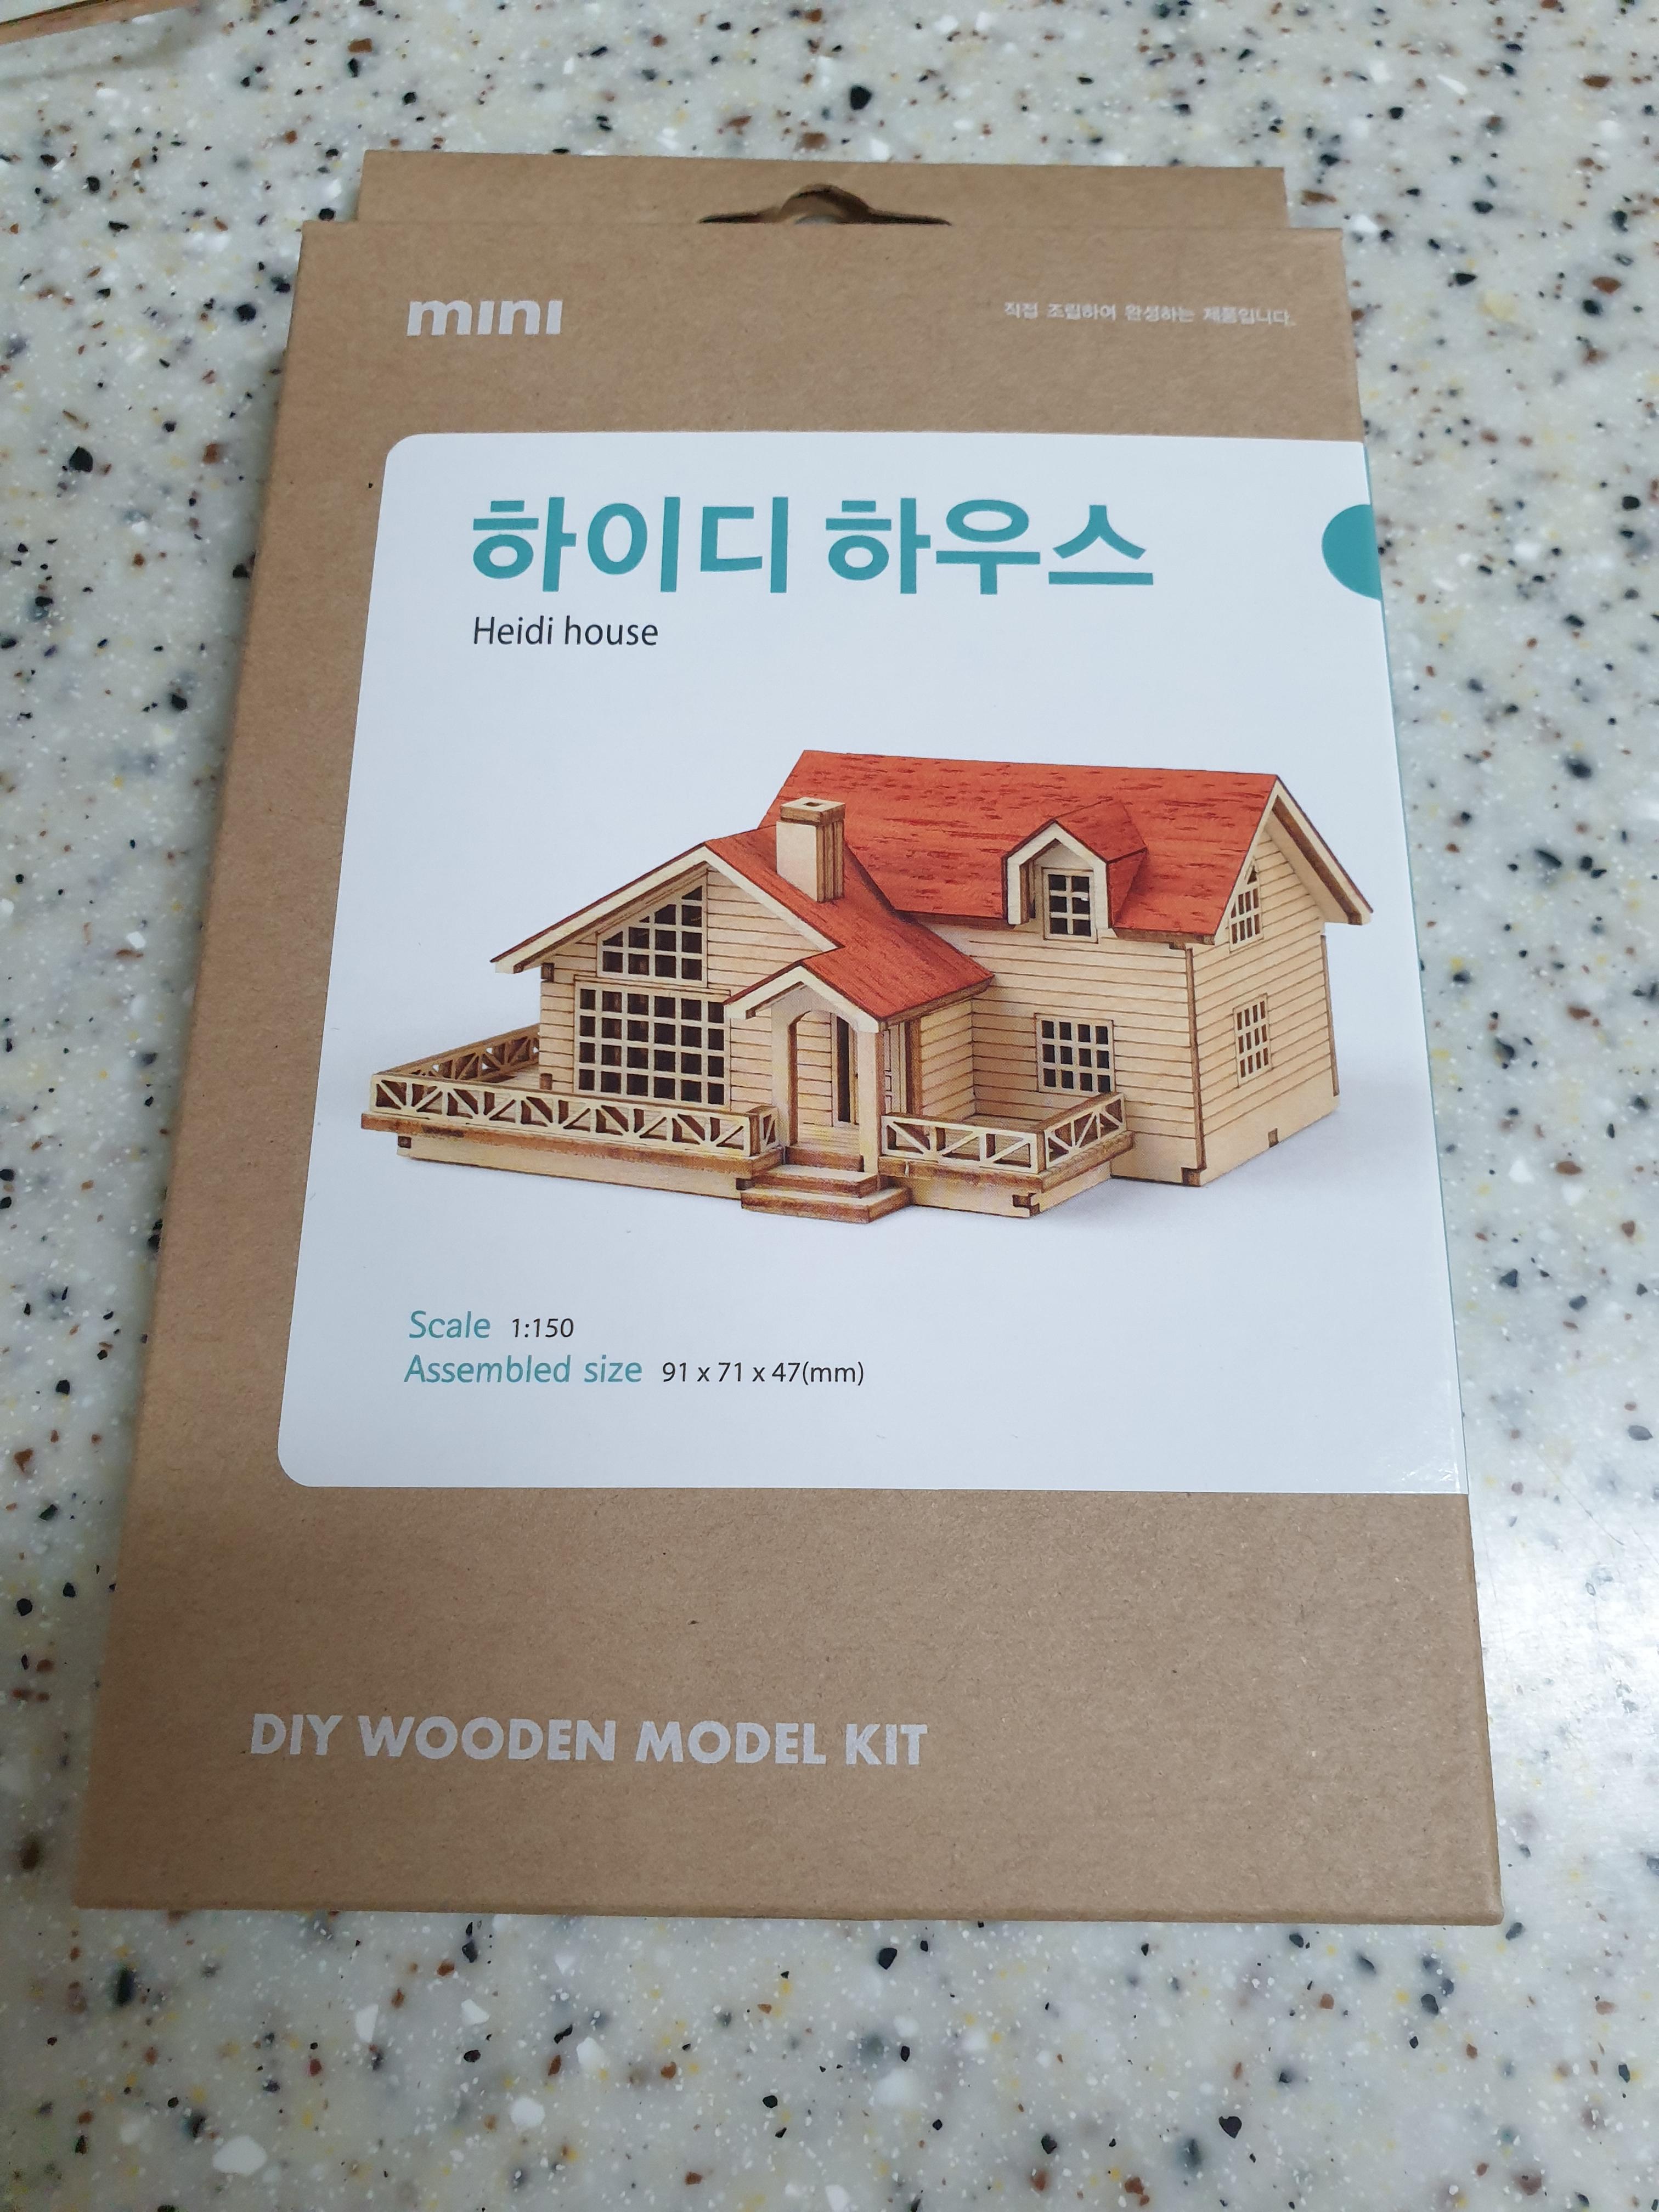 mini
직접 조립하여 완성하는 제품입니다.
하이디 하우스
Heidi house
Scale 1:150
Assembled size 91 x 71 x 47(mm)
DIY WOODEN MODEL KIT